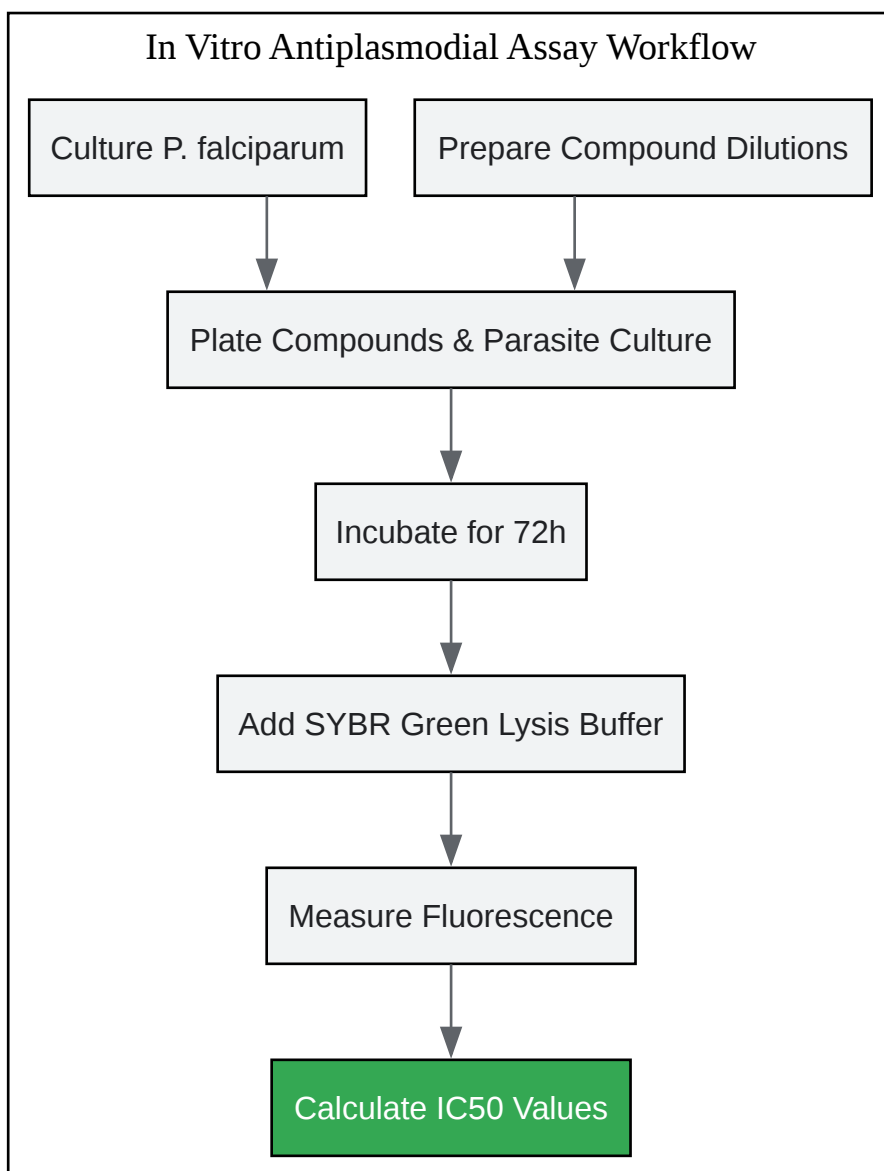 In Vitro Antiplasmodial Assay Workflow
Culture P. falciparum
Prepare Compound Dilutions
Plate Compounds & Parasite Culture
Incubate for 72h
Add SYBR Green Lysis Buffer
Measure Fluorescence
Calculate IC50 Values